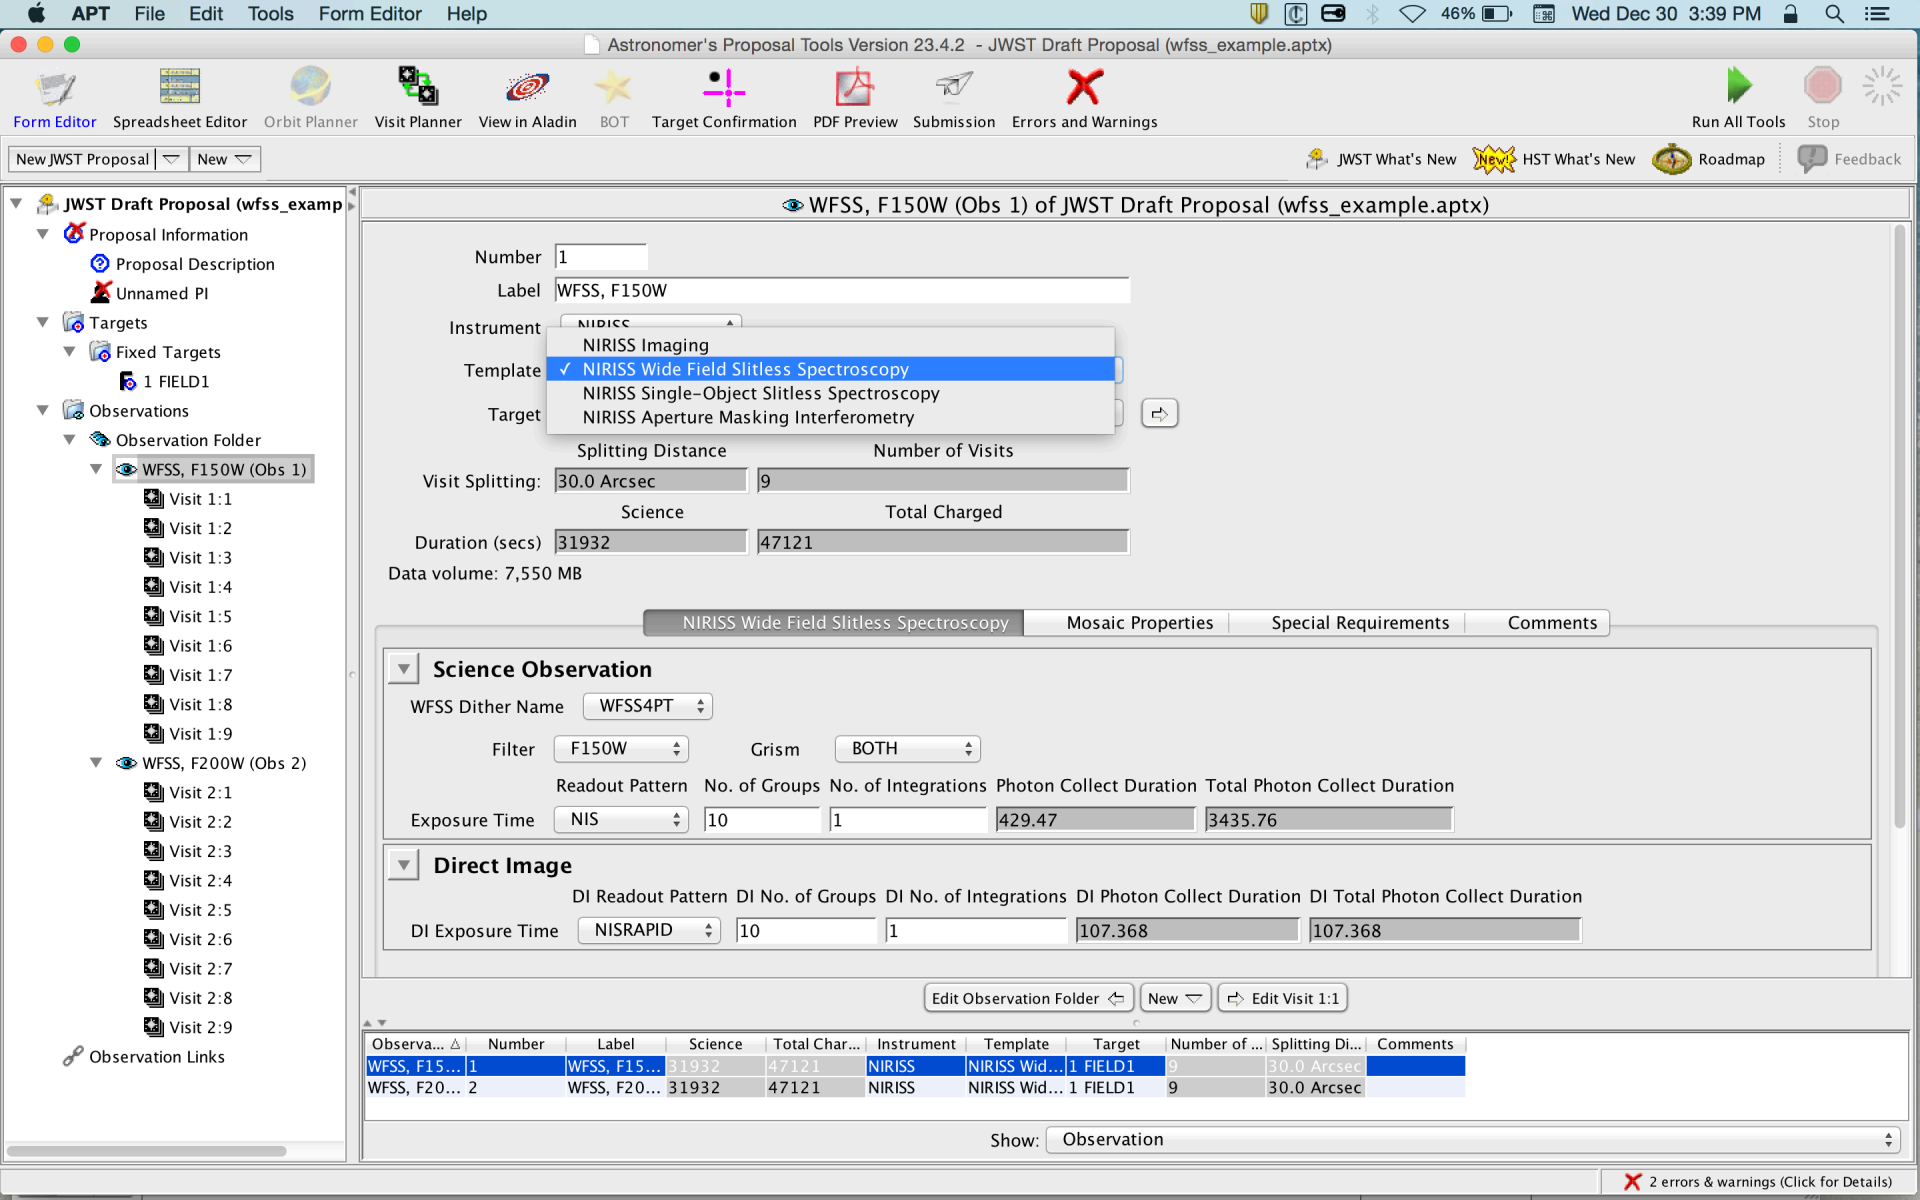 APT File Edit Tools Form Editor Help 46% Wed Dec 30 3:39 PM
Astronomer's Proposal Tools Version 23.4.2 - JWST Draft Proposal (wfss_example.aptx)
Form Editor Spreadsheet Editor Orbit Planner Visit Planner View in Aladin BOT Target Confirmation PDF Preview Submission Errors and Warnings Run All Tools Stop
New JWST Proposal New JWST What's New New! HST What's New Roadmap Feedback
JWST Draft Proposal (wfss_examp
Proposal Information
Proposal Description
Unnamed PI
Targets
Fixed Targets
1 FIELD1
Observations
Observation Folder
WFSS, F150W (Obs 1)
Visit 1:1
Visit 1:2
Visit 1:3
Visit 1:4
Visit 1:5
Visit 1:6
Visit 1:7
Visit 1:8
Visit 1:9
WFSS, F200W (Obs 2)
Visit 2:1
Visit 2:2
Visit 2:3
Visit 2:4
Visit 2:5
Visit 2:6
Visit 2:7
Visit 2:8
Visit 2:9
Observation Links
WFSS, F150W (Obs 1) of JWST Draft Proposal (wfss_example.aptx)
Number 1
Label WFSS, F150W
Instrument NIRISS
NIRISS Imaging
Template ✓ NIRISS Wide Field Slitless Spectroscopy
NIRISS Single-Object Slitless Spectroscopy
Target NIRISS Aperture Masking Interferometry
Splitting Distance Number of Visits
Visit Splitting: 30.0 Arcsec 9
Science Total Charged
Duration (secs) 31932 47121
Data volume: 7,550 MB
NIRISS Wide Field Slitless Spectroscopy Mosaic Properties Special Requirements Comments
Science Observation
WFSS Dither Name WFSS4PT
Filter F150W Grism BOTH
Readout Pattern No. of Groups No. of Integrations Photon Collect Duration Total Photon Collect Duration
Exposure Time NIS 10 1 429.47 3435.76
Direct Image
DI Readout Pattern DI No. of Groups DI No. of Integrations DI Photon Collect Duration DI Total Photon Collect Duration
DI Exposure Time NISRAPID 10 1 107.368 107.368
Edit Observation Folder New Edit Visit 1:1
Observa... Number Label Science Total Char... Instrument Template Target Number of ... Splitting Di... Comments
WFSS, F15... 1 WFSS, F15... 31932 47121 NIRISS NIRISS Wid... 1 FIELD1 9 30.0 Arcsec
WFSS, F20... 2 WFSS, F20... 31932 47121 NIRISS NIRISS Wid... 1 FIELD1 9 30.0 Arcsec
Show: Observation
2 errors & warnings (Click for Details)